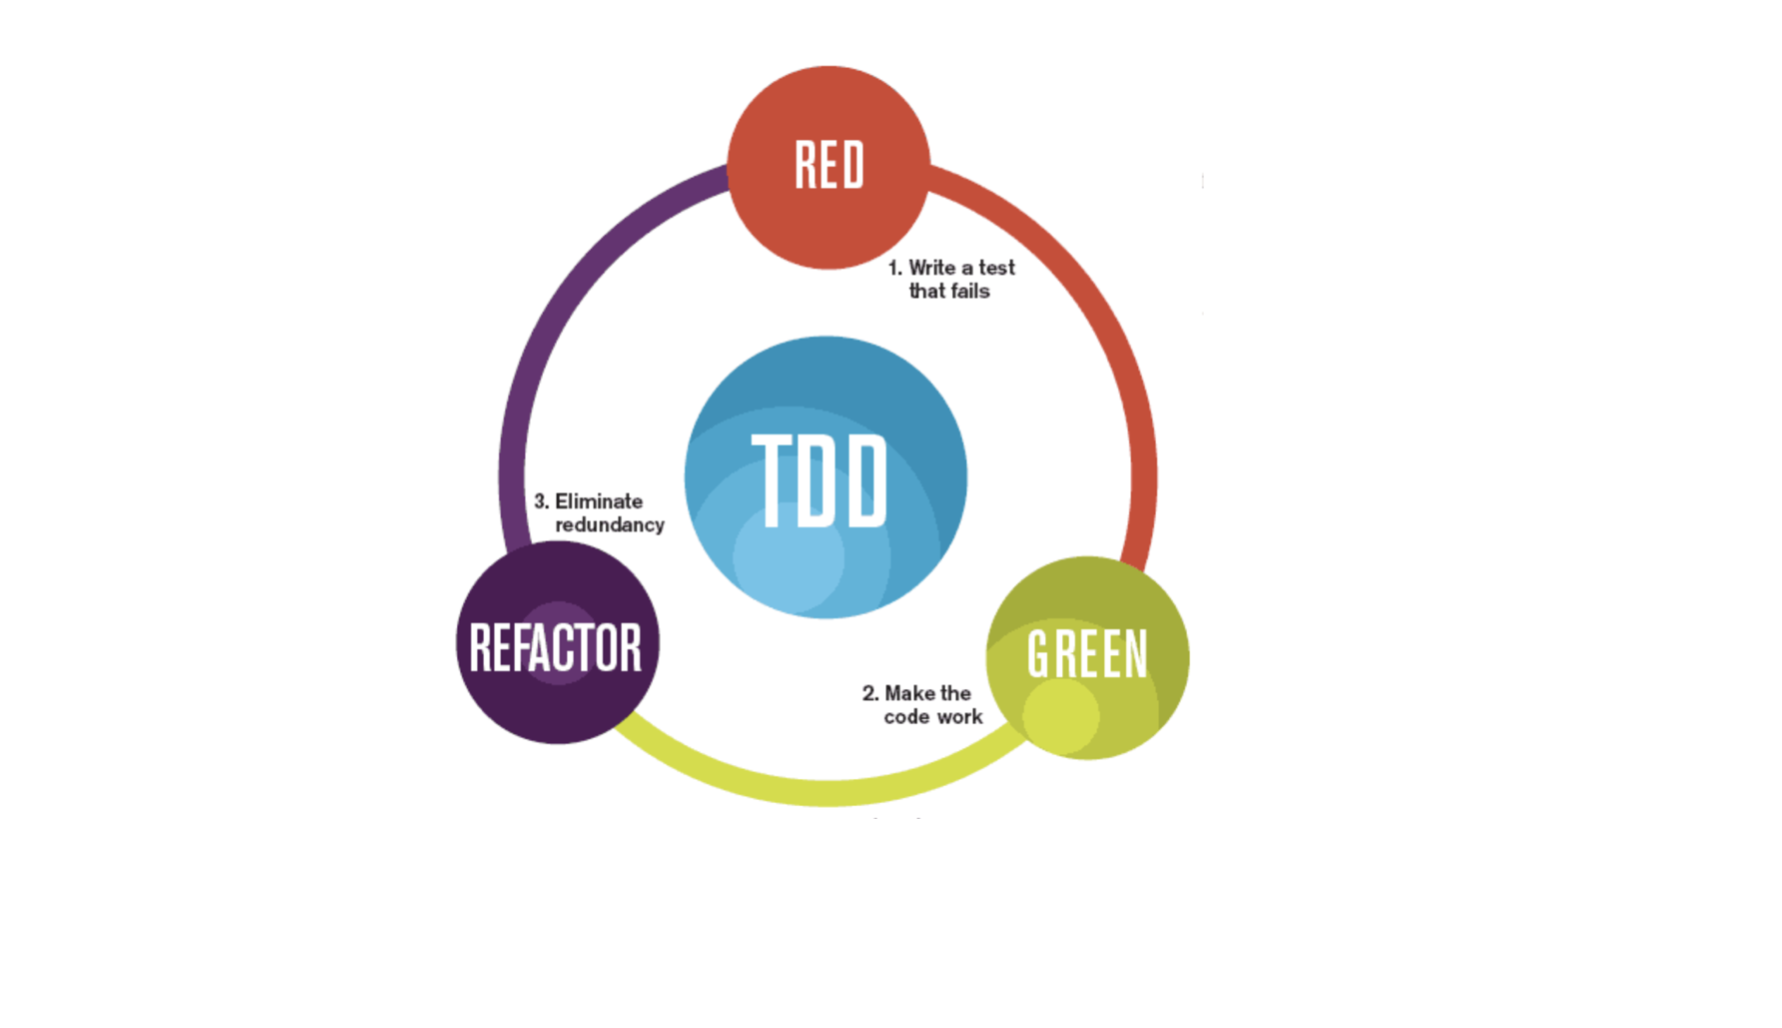 RED
1. Write a test
that fails
TDD
3. Eliminate
redundancy
REFACTOR
GREEN
2. Make the
code work